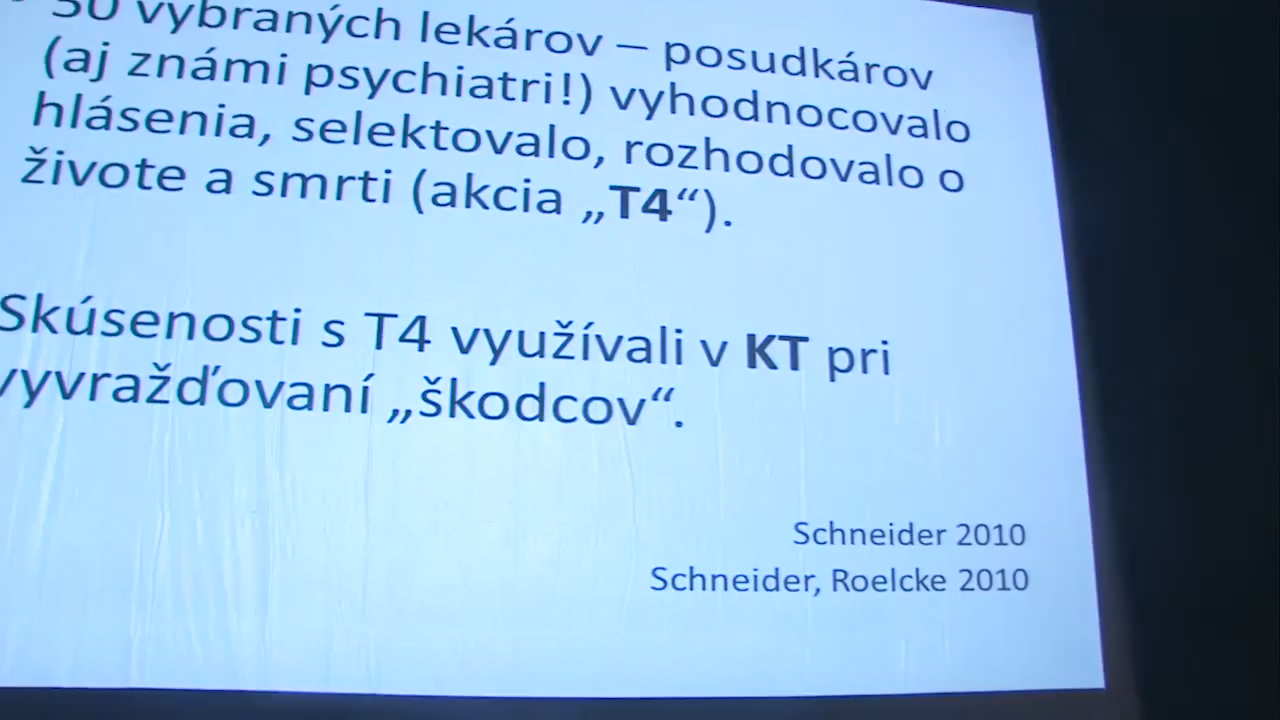 50 vybraných lekárov – posudkárov
(aj známi psychiatri!) vyhodnocovalo
hlásenia, selektovalo, rozhodovalo o
živote a smrti (akcia „T4“).
Skúsenosti s T4 využívali v KT pri
vyvražďovaní „škodcov“.
Schneider 2010
Schneider, Roelcke 2010